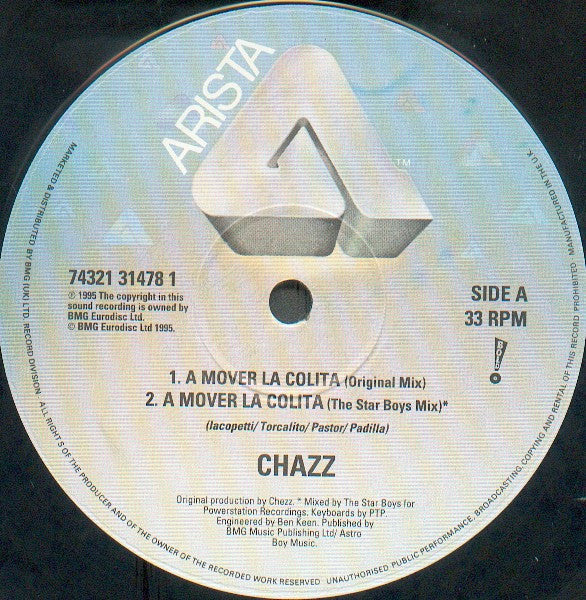 ARISTA
TM
74321 31478 1
℗ 1995 The copyright in this
sound recording is owned by
BMG Eurodisc Ltd.
© BMG Eurodisc Ltd 1995.
SIDE A
33 RPM
1. A MOVER LA COLITA (Original Mix)
2. A MOVER LA COLITA (The Star Boys Mix)*
(Iacopetti/ Torcalito/ Pastor/ Padilla)
CHAZZ
Original production by Chezz. * Mixed by The Star Boys for
Powerstation Recordings. Keyboards by PTP.
Engineered by Ben Keen. Published by
BMG Music Publishing Ltd/ Astro
Boy Music.
MARKETED & DISTRIBUTED BY BMG (UK) LTD. RECORD DIVISION · ALL RIGHTS OF THE PRODUCER AND OF THE OWNER OF THE RECORDED WORK RESERVED UNAUTHORISED PUBLIC PERFORMANCE, BROADCASTING COPYING AND RENTAL OF THIS RECORD PROHIBITED MANUFACTURED IN THE U.K.